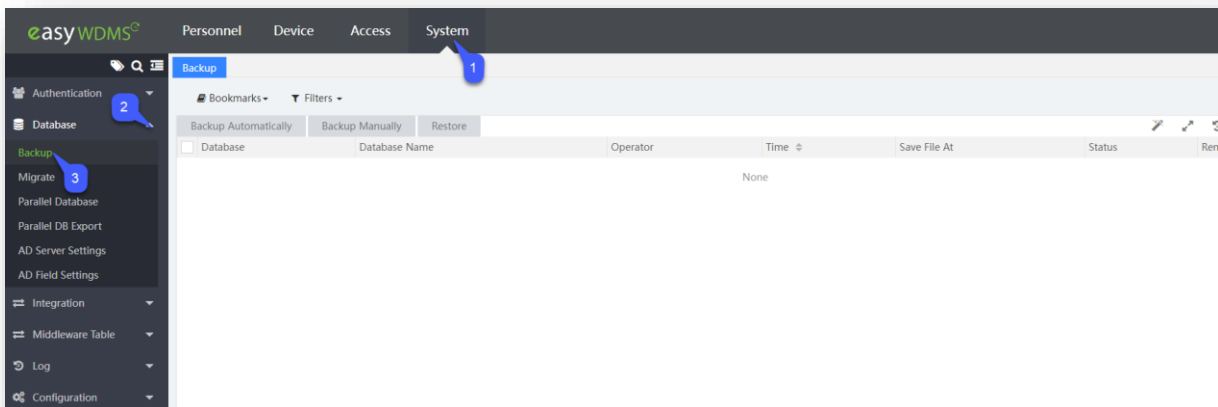 easy WDMS
Personnel Device Access System
1
Backup
Authentication
Bookmarks Filters
2
Database
Backup Automatically Backup Manually Restore
Database Database Name Operator Time Save File At Status
Backup
3
None
Migrate
Parallel Database
Parallel DB Export
AD Server Settings
AD Field Settings
Integration
Middleware Table
Log
Configuration